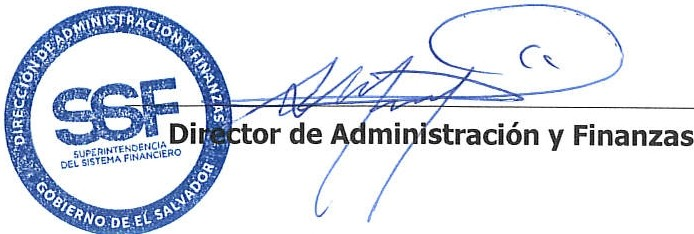 DIRECCIÓN DE ADMINISTRACIÓN Y FINANZAS
SSF
SUPERINTENDENCIA
DEL SISTEMA FINANCIERO
GOBIERNO DE EL SALVADOR
Director de Administración y Finanzas